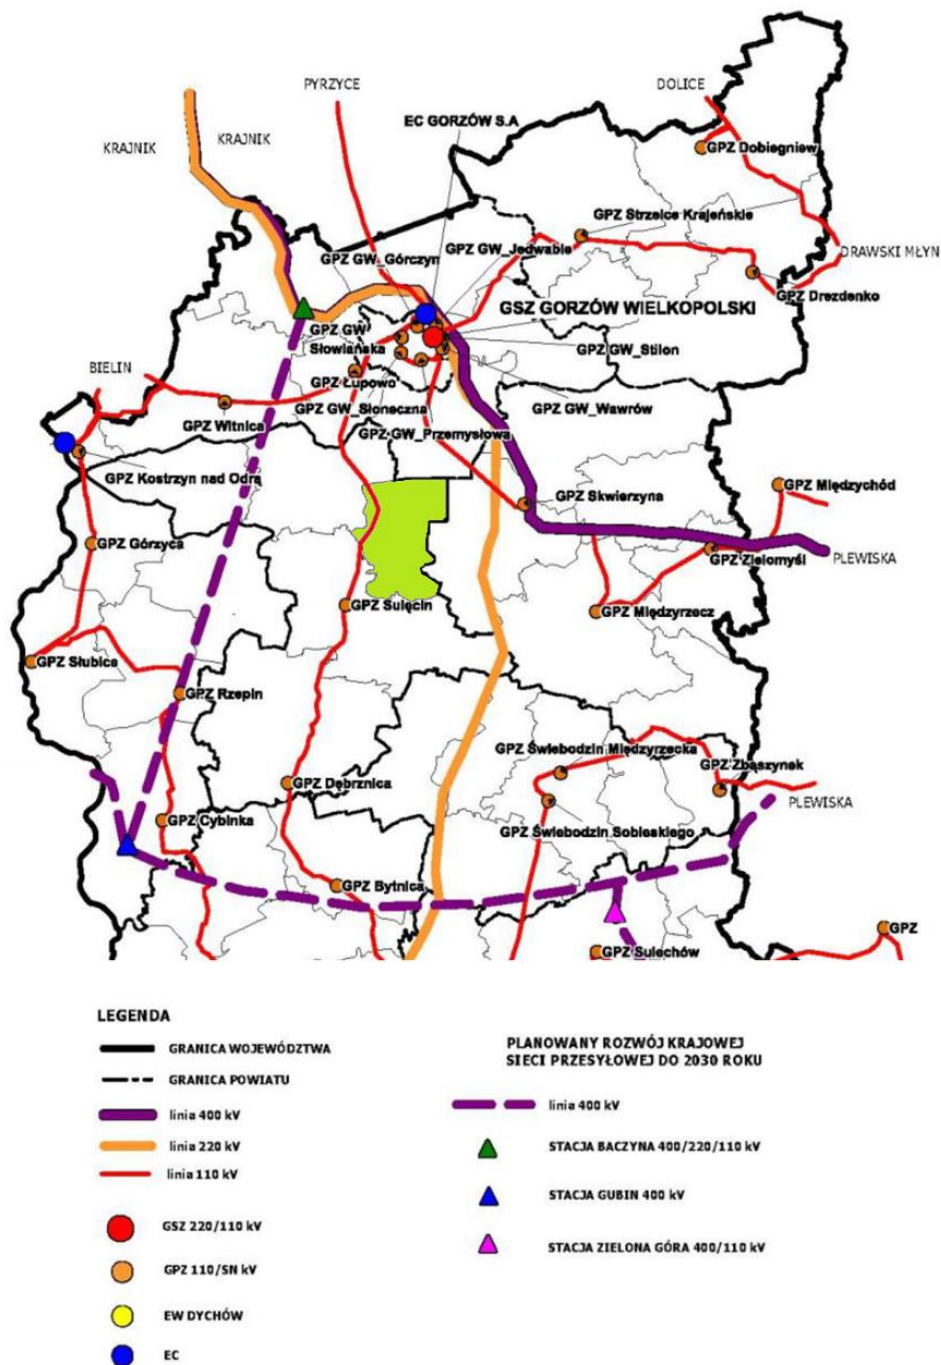 PYRZYCE
DOLICE
KRAJNIK
KRAJNIK
EC GORZÓW S.A
GPZ Dobiegniew
GPZ Strzelce Krajeńskie
GPZ GW_Jedwabie
GPZ GW_Górczyn
DRAWSKI MŁYN
GPZ Drezdenko
GSZ GORZÓW WIELKOPOLSKI
GPZ GW
Słowiańska
GPZ GW_Stilon
BIELIN
GPZ Łupowo
GPZ GW_Słoneczna
GPZ GW_Wawrów
GPZ Witnica
GPZ GW_Przemysłowa
GPZ Kostrzyn nad Odrą
GPZ Międzychód
GPZ Skwierzyna
GPZ Górzyca
GPZ Zielomyśl
PLEWISKA
GPZ Sulęcin
GPZ Międzyrzecz
GPZ Słubice
GPZ Rzepin
GPZ Świebodzin Międzyrzecka
GPZ Zbąszynek
GPZ Dębrznica
PLEWISKA
GPZ Cybinka
GPZ Świebodzin Sobieskiego
GPZ Bytnica
GPZ
GPZ Sulechów
LEGENDA
GRANICA WOJEWÓDZTWA
GRANICA POWIATU
linia 400 kV
linia 220 kV
linia 110 kV
GSZ 220/110 kV
GPZ 110/SN kV
EW DYCHÓW
EC
PLANOWANY ROZWÓJ KRAJOWEJ
SIECI PRZESYŁOWEJ DO 2030 ROKU
linia 400 kV
STACJA BACZYNA 400/220/110 kV
STACJA GUBIN 400 kV
STACJA ZIELONA GÓRA 400/110 kV